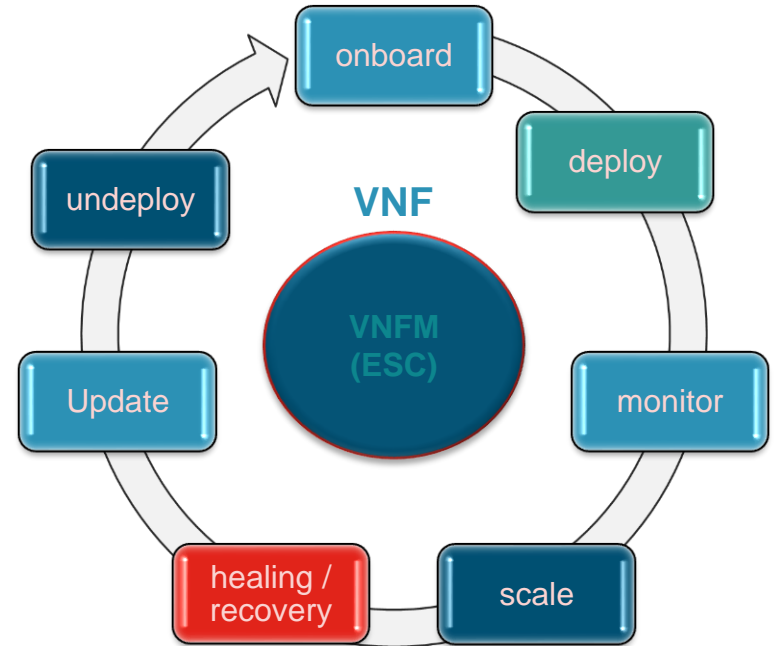 onboard
deploy
VNF
undeploy
VNFM
(ESC)
Update
monitor
healing /
recovery
scale